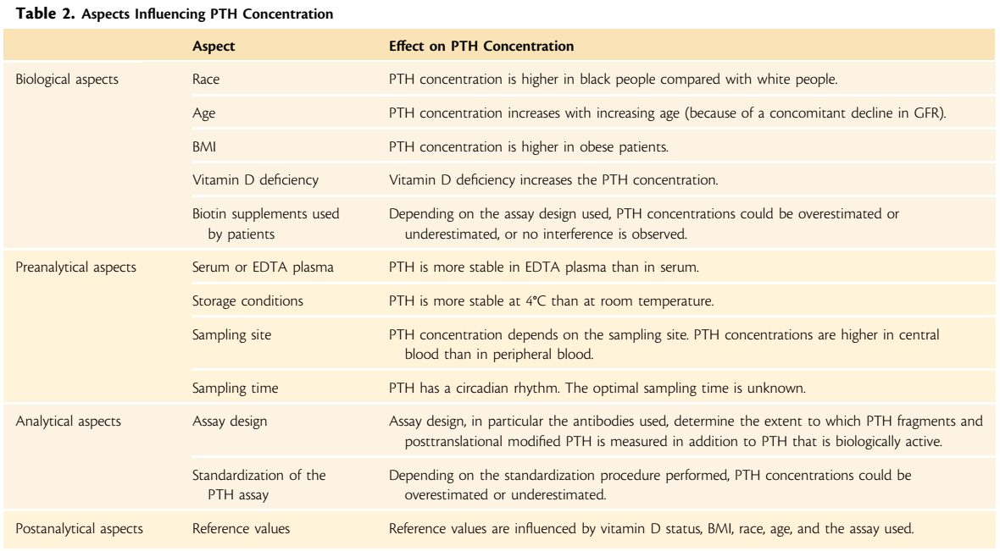 Table 2. Aspects Influencing PTH Concentration
Aspect Effect on PTH Concentration
Biological aspects Race PTH concentration is higher in black people compared with white people.
Age PTH concentration increases with increasing age (because of a concomitant decline in GFR).
BMI PTH concentration is higher in obese patients.
Vitamin D deficiency Vitamin D deficiency increases the PTH concentration.
Biotin supplements used Depending on the assay design used, PTH concentrations could be overestimated or
by patients underestimated, or no interference is observed.
Preanalytical aspects Serum or EDTA plasma PTH is more stable in EDTA plasma than in serum.
Storage conditions PTH is more stable at 4°C than at room temperature.
Sampling site PTH concentration depends on the sampling site. PTH concentrations are higher in central
blood than in peripheral blood.
Sampling time PTH has a circadian rhythm. The optimal sampling time is unknown.
Analytical aspects Assay design Assay design, in particular the antibodies used, determine the extent to which PTH fragments and
posttranslational modified PTH is measured in addition to PTH that is biologically active.
Standardization of the Depending on the standardization procedure performed, PTH concentrations could be
PTH assay overestimated or underestimated.
Postanalytical aspects Reference values Reference values are influenced by vitamin D status, BMI, race, age, and the assay used.